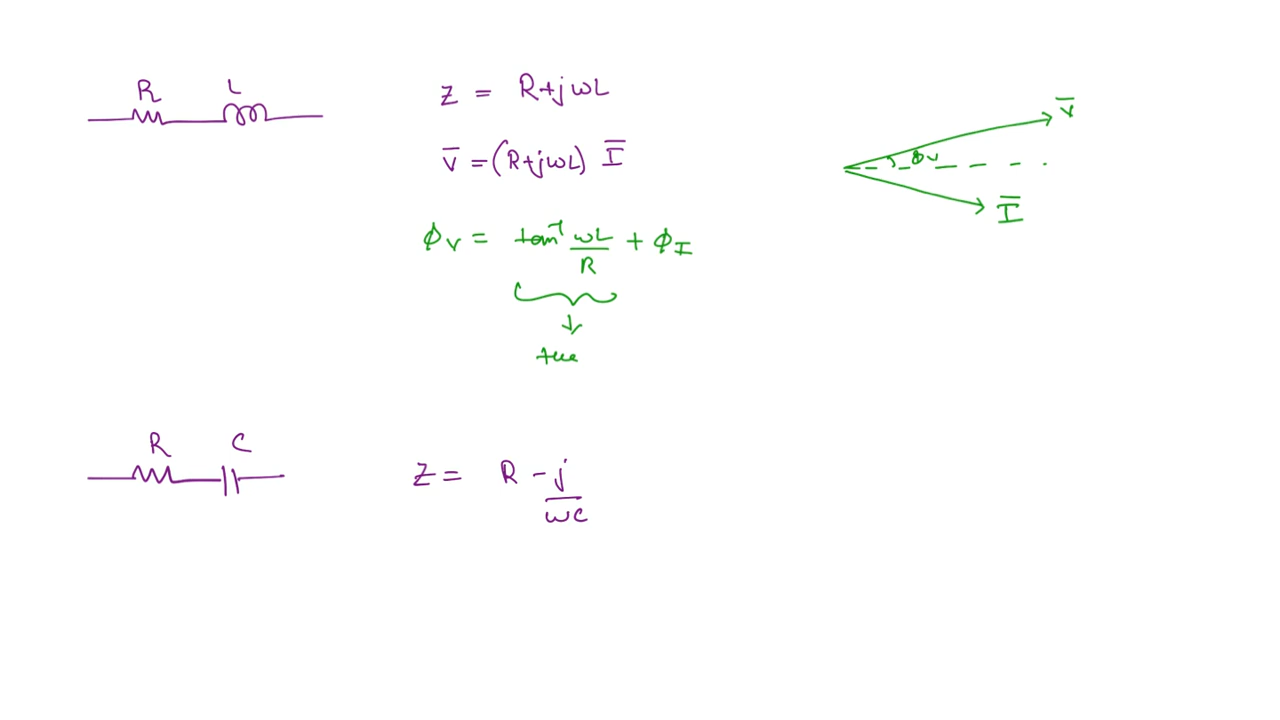 R L
Z = R+jωL
V̅ = (R+jωL) I̅
ϕV = tan⁻¹ ωL/R + ϕI
+ve
V̅
ϕv
I̅
R C
Z = R - j/ωC